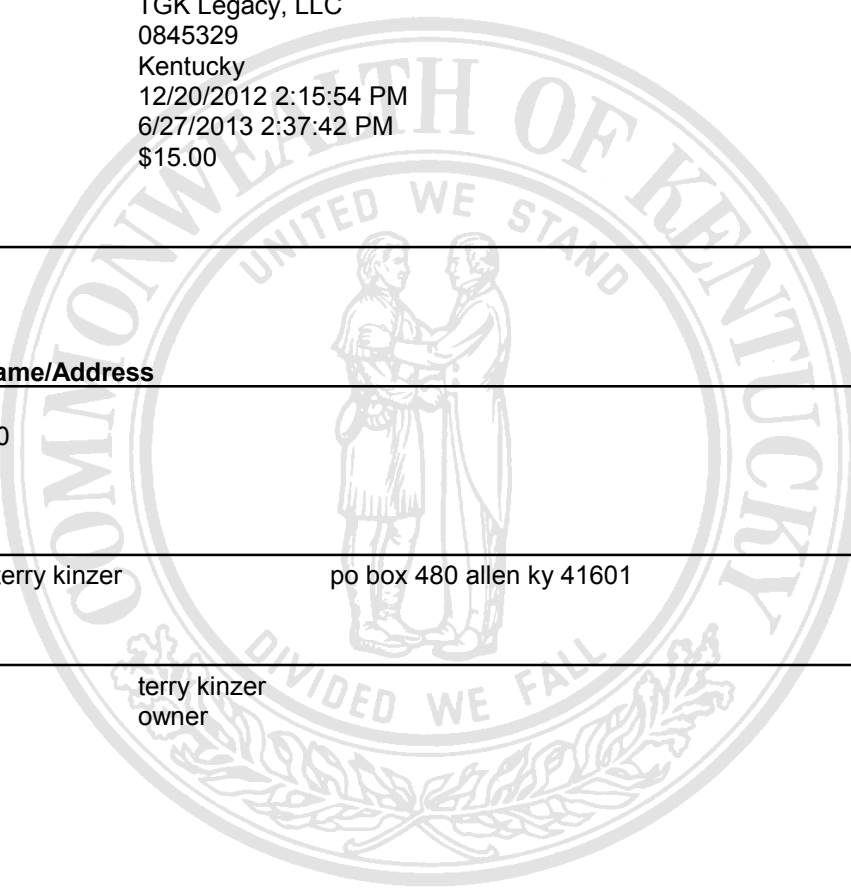 TGK Legacy, LLC
0845329
Kentucky
12/20/2012 2:15:54 PM
6/27/2013 2:37:42 PM
$15.00
COMMONWEALTH OF KENTUCKY
UNITED WE STAND
ame/Address
0
terry kinzer po box 480 allen ky 41601
DIVIDED WE FALL
terry kinzer
owner